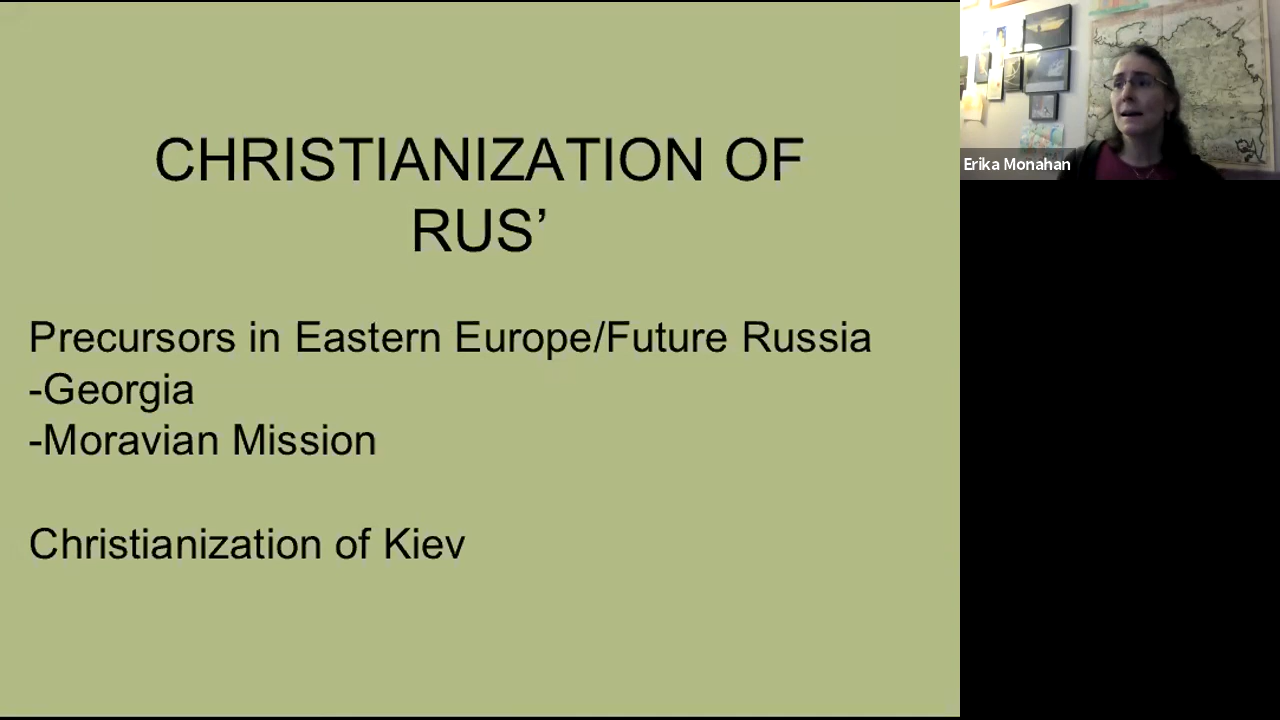 CHRISTIANIZATION OF
RUS’
Precursors in Eastern Europe/Future Russia
-Georgia
-Moravian Mission
Christianization of Kiev
Erika Monahan